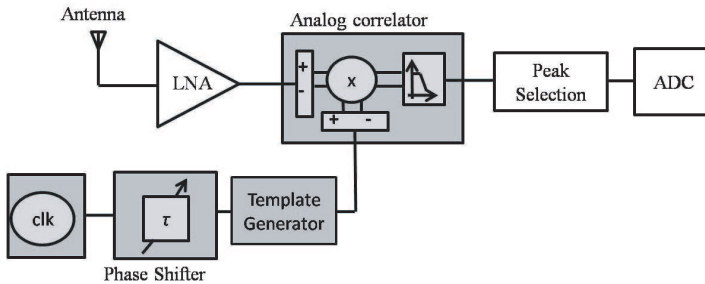 Antenna
Analog correlator
LNA
+
-
x
+ -
Peak
Selection
ADC
clk
τ
Template
Generator
Phase Shifter